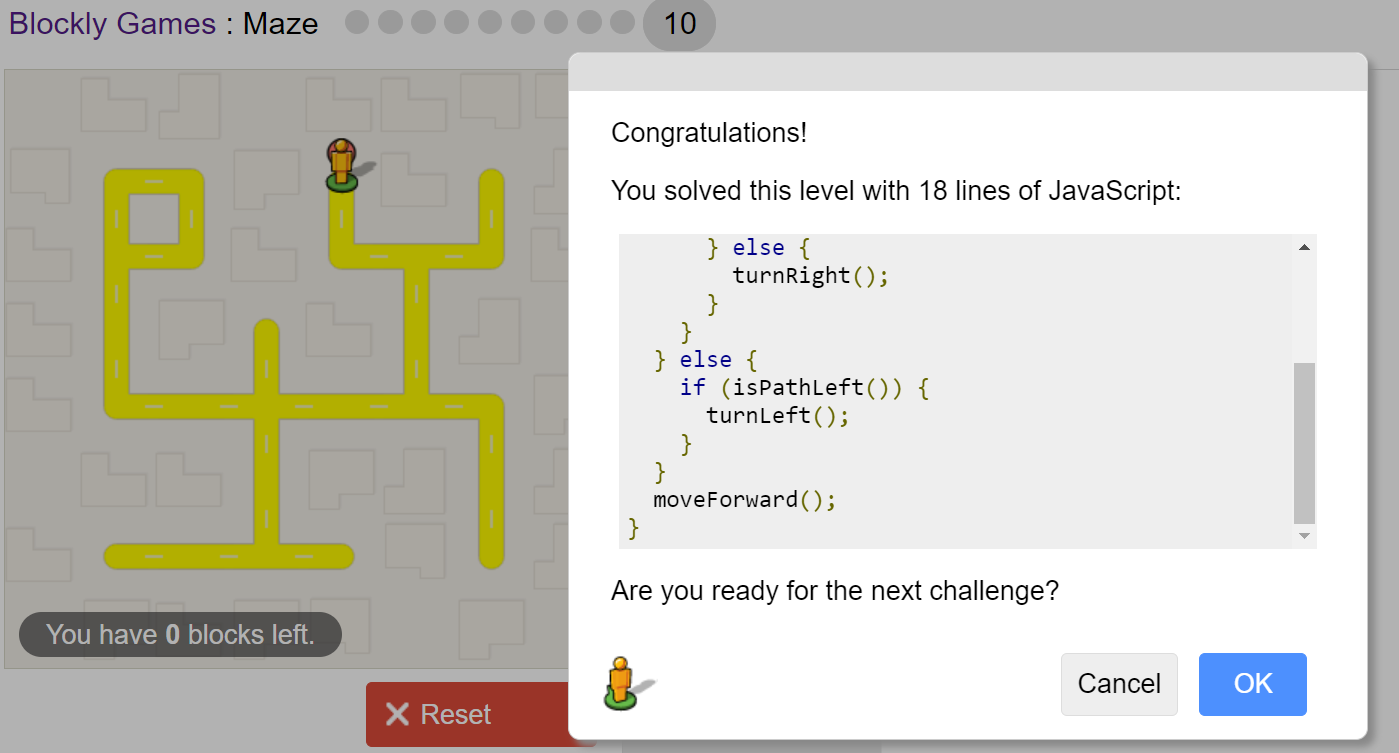 Blockly Games : Maze 10
Congratulations!
You solved this level with 18 lines of JavaScript:
} else {
turnRight();
}
}
} else {
if (isPathLeft()) {
turnLeft();
}
}
moveForward();
}
Are you ready for the next challenge?
You have 0 blocks left.
Cancel OK
Reset